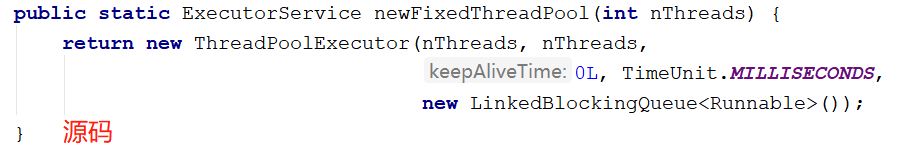 public static ExecutorService newFixedThreadPool(int nThreads) {
return new ThreadPoolExecutor(nThreads, nThreads,
keepAliveTime: 0L, TimeUnit.MILLISECONDS,
new LinkedBlockingQueue<Runnable>());
} 源码